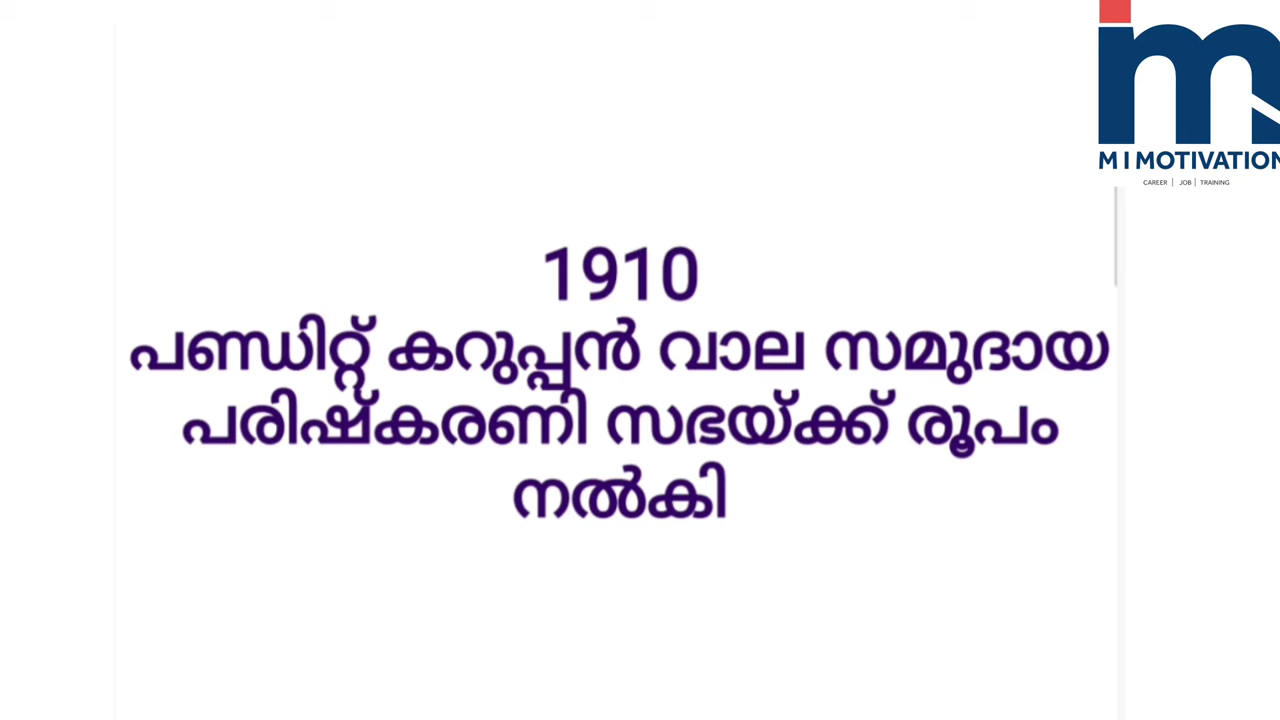 M I MOTIVATION
CAREER | JOB | TRAINING
1910
പണ്ഡിറ്റ് കറുപ്പൻ വാല സമുദായ
പരിഷ്കരണി സഭയ്ക്ക് രൂപം
നൽകി